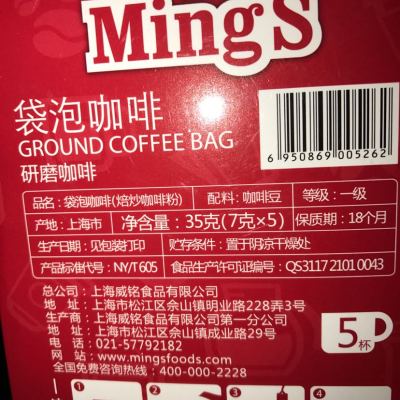 MingS
袋泡咖啡
GROUND COFFEE BAG
研磨咖啡
6 950869 005262
品名：袋泡咖啡(焙炒咖啡粉) 配料：咖啡豆 等级：一级
产地：上海市 净含量：35克(7克×5) 保质期：18个月
生产日期：见包装打印 贮存条件：置于阴凉干燥处
产品标准代号：NY/T 605 食品生产许可证编号：QS3117 2101 0043
总公司：上海威铭食品有限公司
地 址：上海市松江区佘山镇明业路228弄3号
生产商：上海威铭食品有限公司第一分公司
地 址：上海市松江区佘山镇成业路29号
电 话：021-57792182
网 站：www.mingsfoods.com
全国咨询热线：400-000-2228
5杯
1 2 3 4